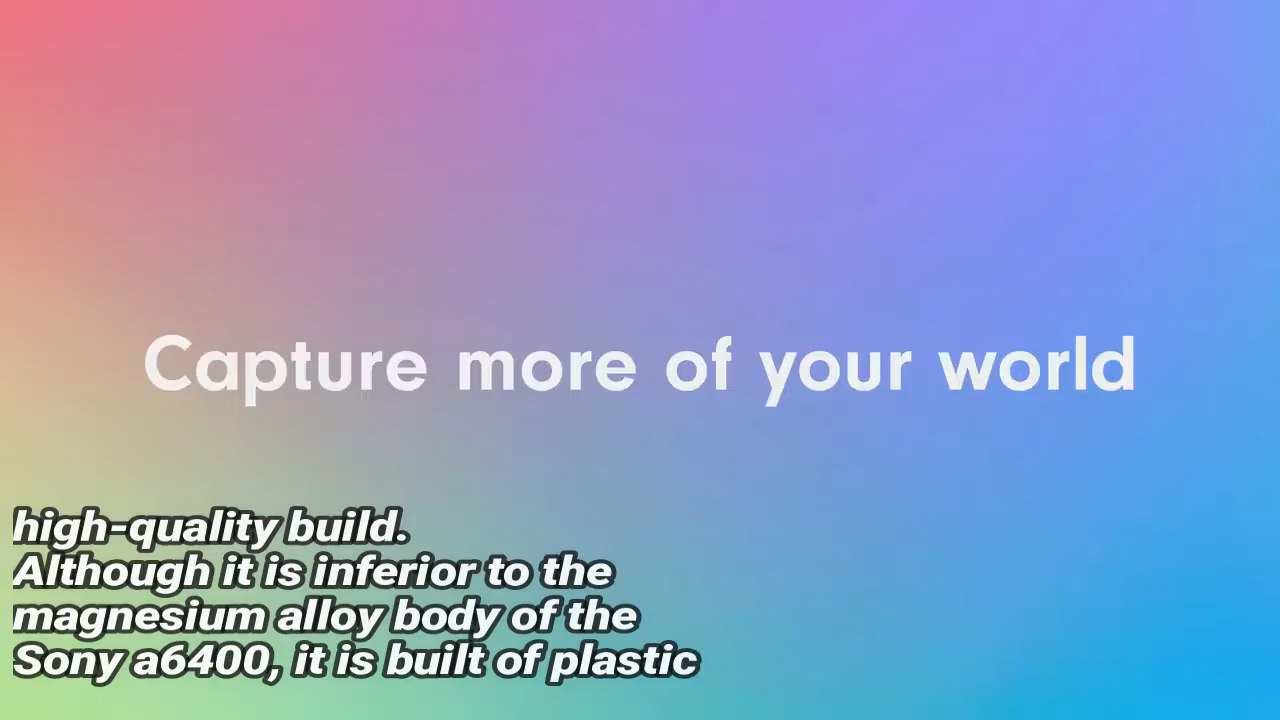 Capture more of your world
high-quality build.
Although it is inferior to the
magnesium alloy body of the
Sony a6400, it is built of plastic